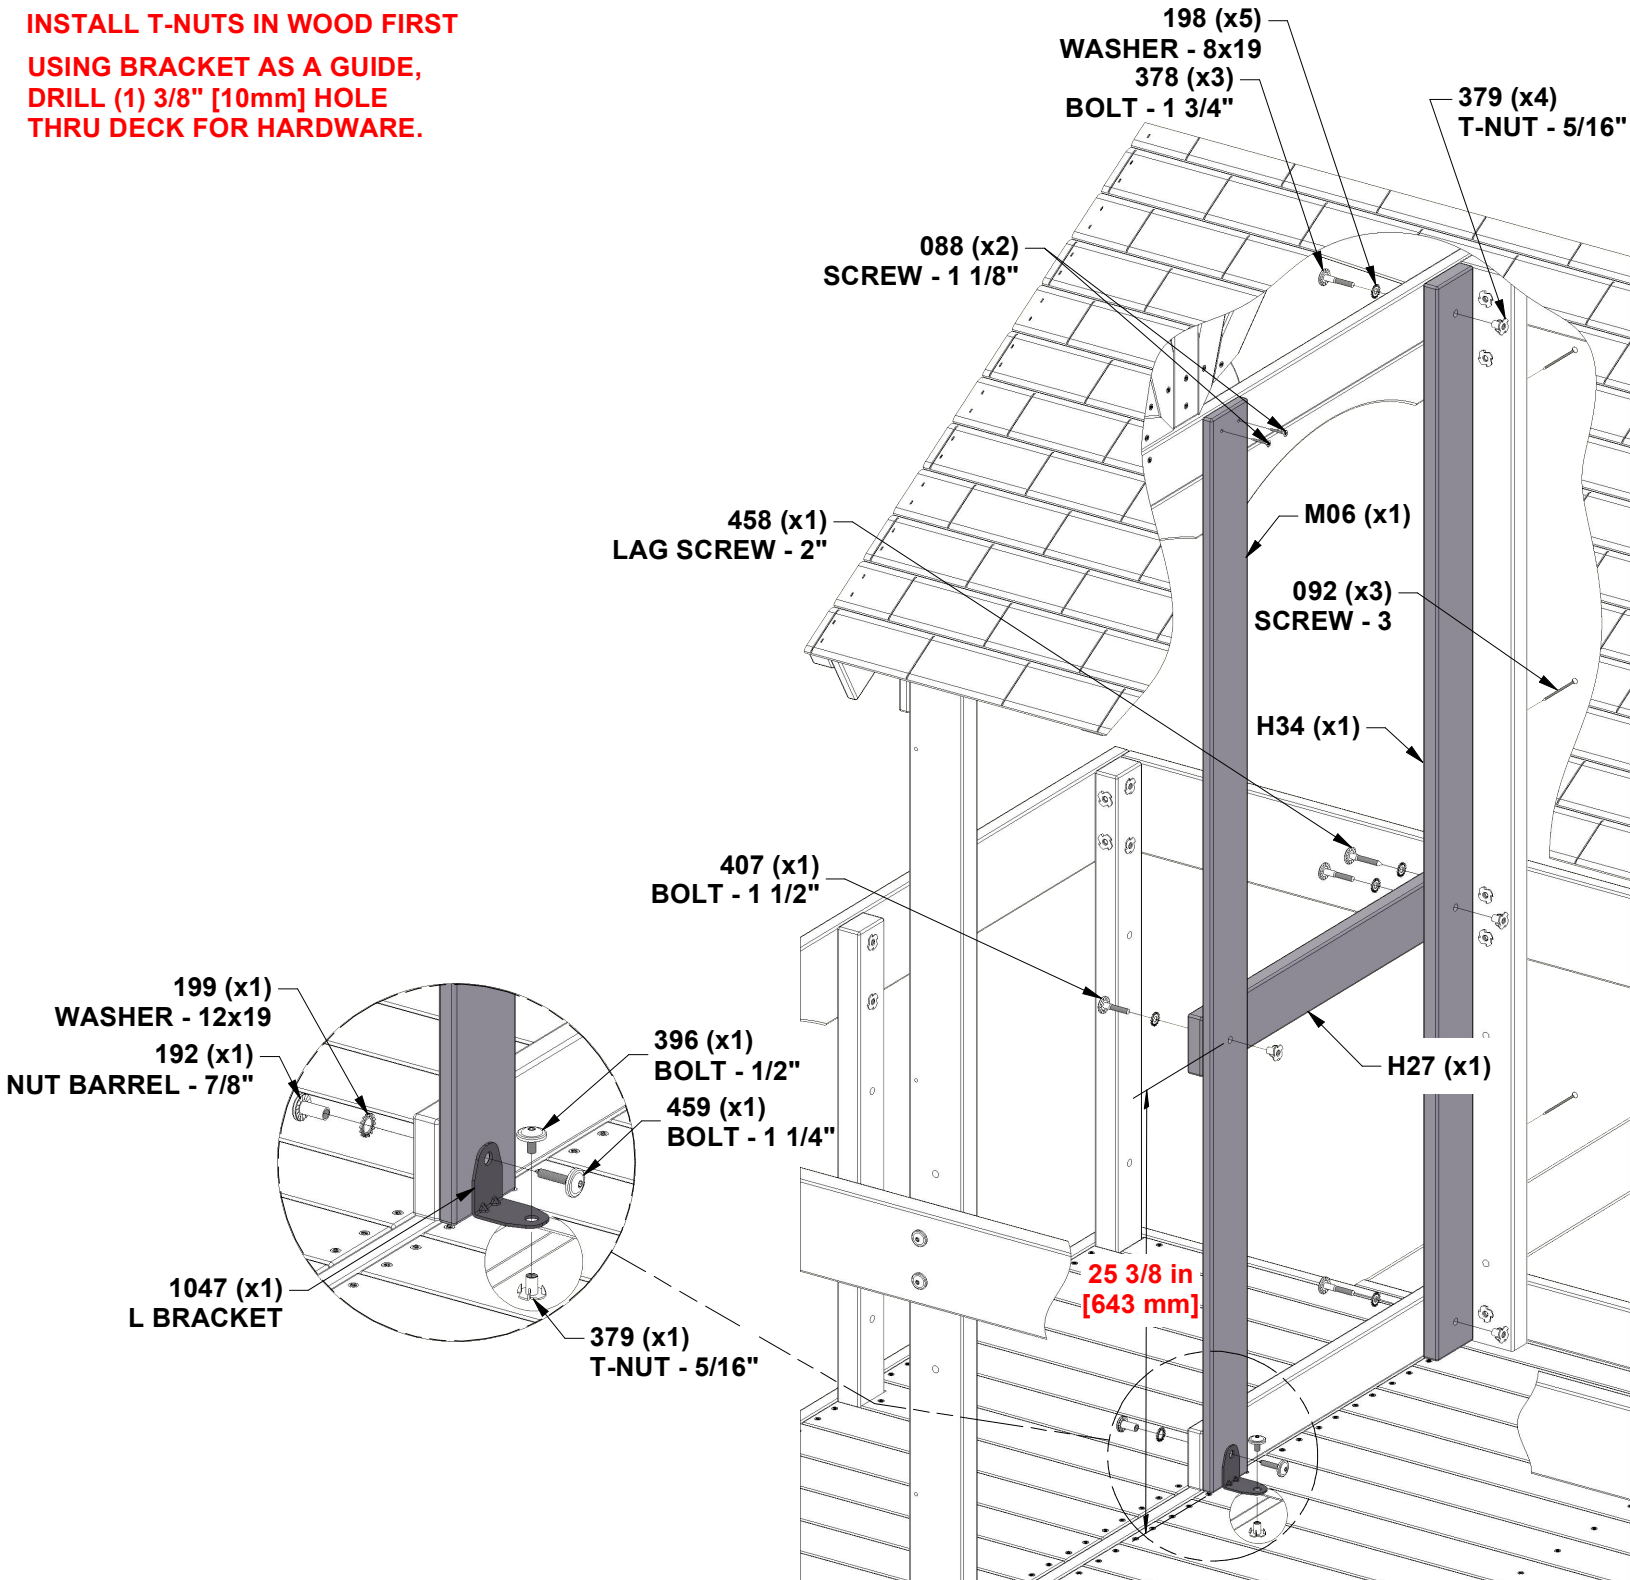 INSTALL T-NUTS IN WOOD FIRST
USING BRACKET AS A GUIDE,
DRILL (1) 3/8" [10mm] HOLE
THRU DECK FOR HARDWARE.
198 (x5)
WASHER - 8x19
378 (x3)
BOLT - 1 3/4"
379 (x4)
T-NUT - 5/16"
088 (x2)
SCREW - 1 1/8"
458 (x1)
LAG SCREW - 2"
M06 (x1)
092 (x3)
SCREW - 3
H34 (x1)
407 (x1)
BOLT - 1 1/2"
199 (x1)
WASHER - 12x19
192 (x1)
NUT BARREL - 7/8"
396 (x1)
BOLT - 1/2"
459 (x1)
BOLT - 1 1/4"
H27 (x1)
1047 (x1)
L BRACKET
379 (x1)
T-NUT - 5/16"
25 3/8 in
[643 mm]